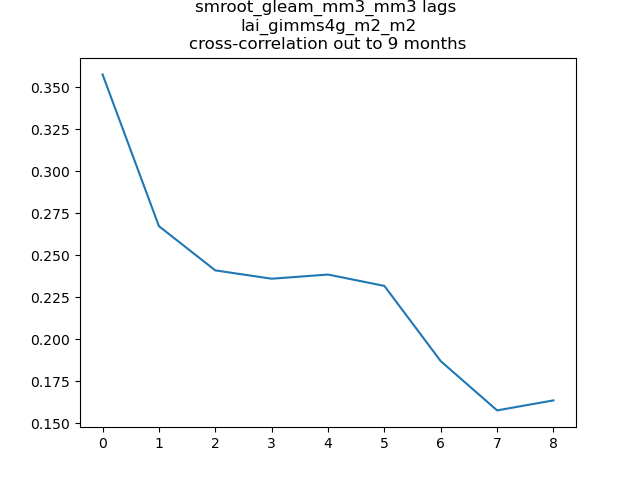 smroot_gleam_mm3_mm3 lags
lai_gimms4g_m2_m2
cross-correlation out to 9 months
0.350
0.325
0.300
0.275
0.250
0.225
0.200
0.175
0.150
0 1 2 3 4 5 6 7 8